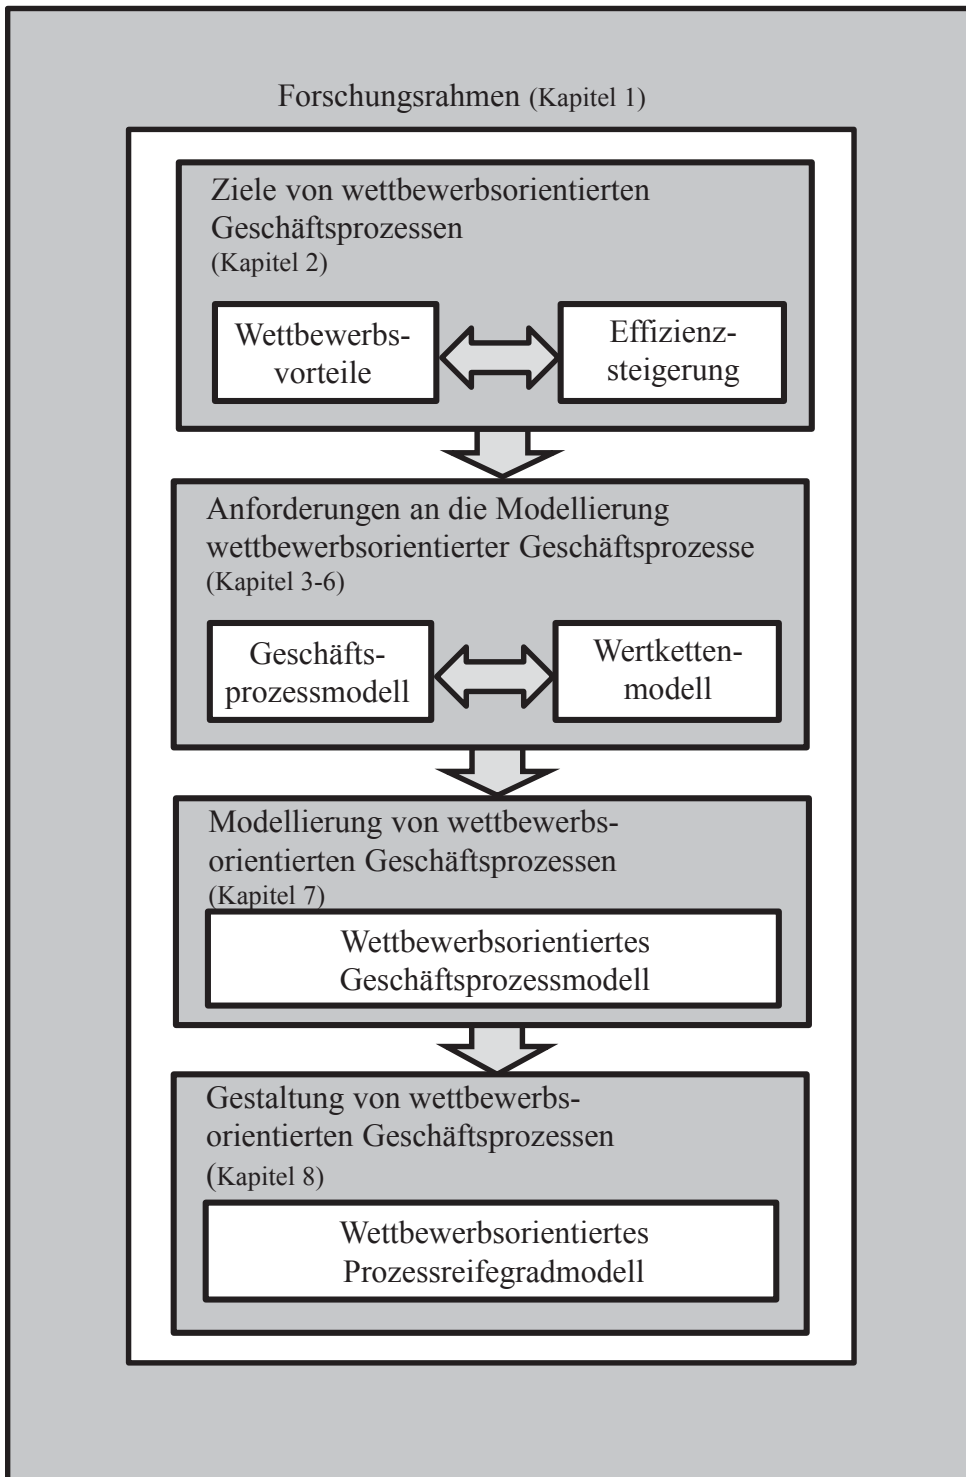 Forschungsrahmen (Kapitel 1)
Ziele von wettbewerbsorientierten
Geschäftsprozessen
(Kapitel 2)
Wettbewerbs-
vorteile
Effizienz-
steigerung
Anforderungen an die Modellierung
wettbewerbsorientierter Geschäftsprozesse
(Kapitel 3-6)
Geschäfts-
prozessmodell
Wertketten-
modell
Modellierung von wettbewerbs-
orientierten Geschäftsprozessen
(Kapitel 7)
Wettbewerbsorientiertes
Geschäftsprozessmodell
Gestaltung von wettbewerbs-
orientierten Geschäftsprozessen
(Kapitel 8)
Wettbewerbsorientiertes
Prozessreifegradmodell